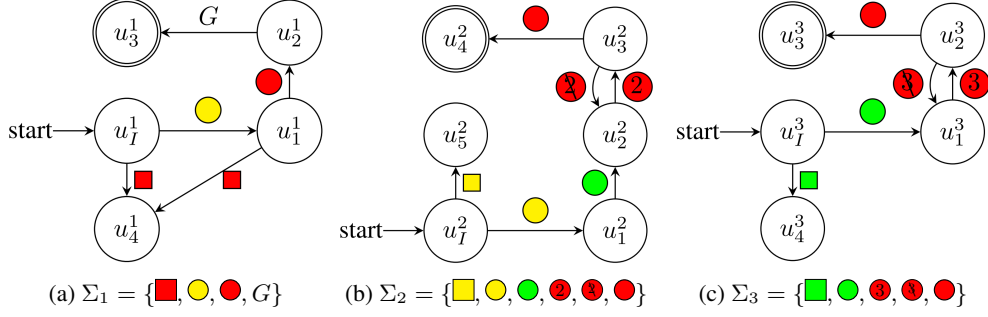 u_3^1 G u_2^1
start u_I^1 u_1^1
u_4^1
(a) Σ_1 = {■, ●, ●, G}
u_4^2 u_3^2
2 2
u_5^2 u_2^2
start u_I^2 u_1^2
(b) Σ_2 = {■, ●, ●, 2, 2̸, ●}
u_3^3 u_2^3
3 3
start u_I^3 u_1^3
u_4^3
(c) Σ_3 = {■, ●, 3, 3̸, ●}